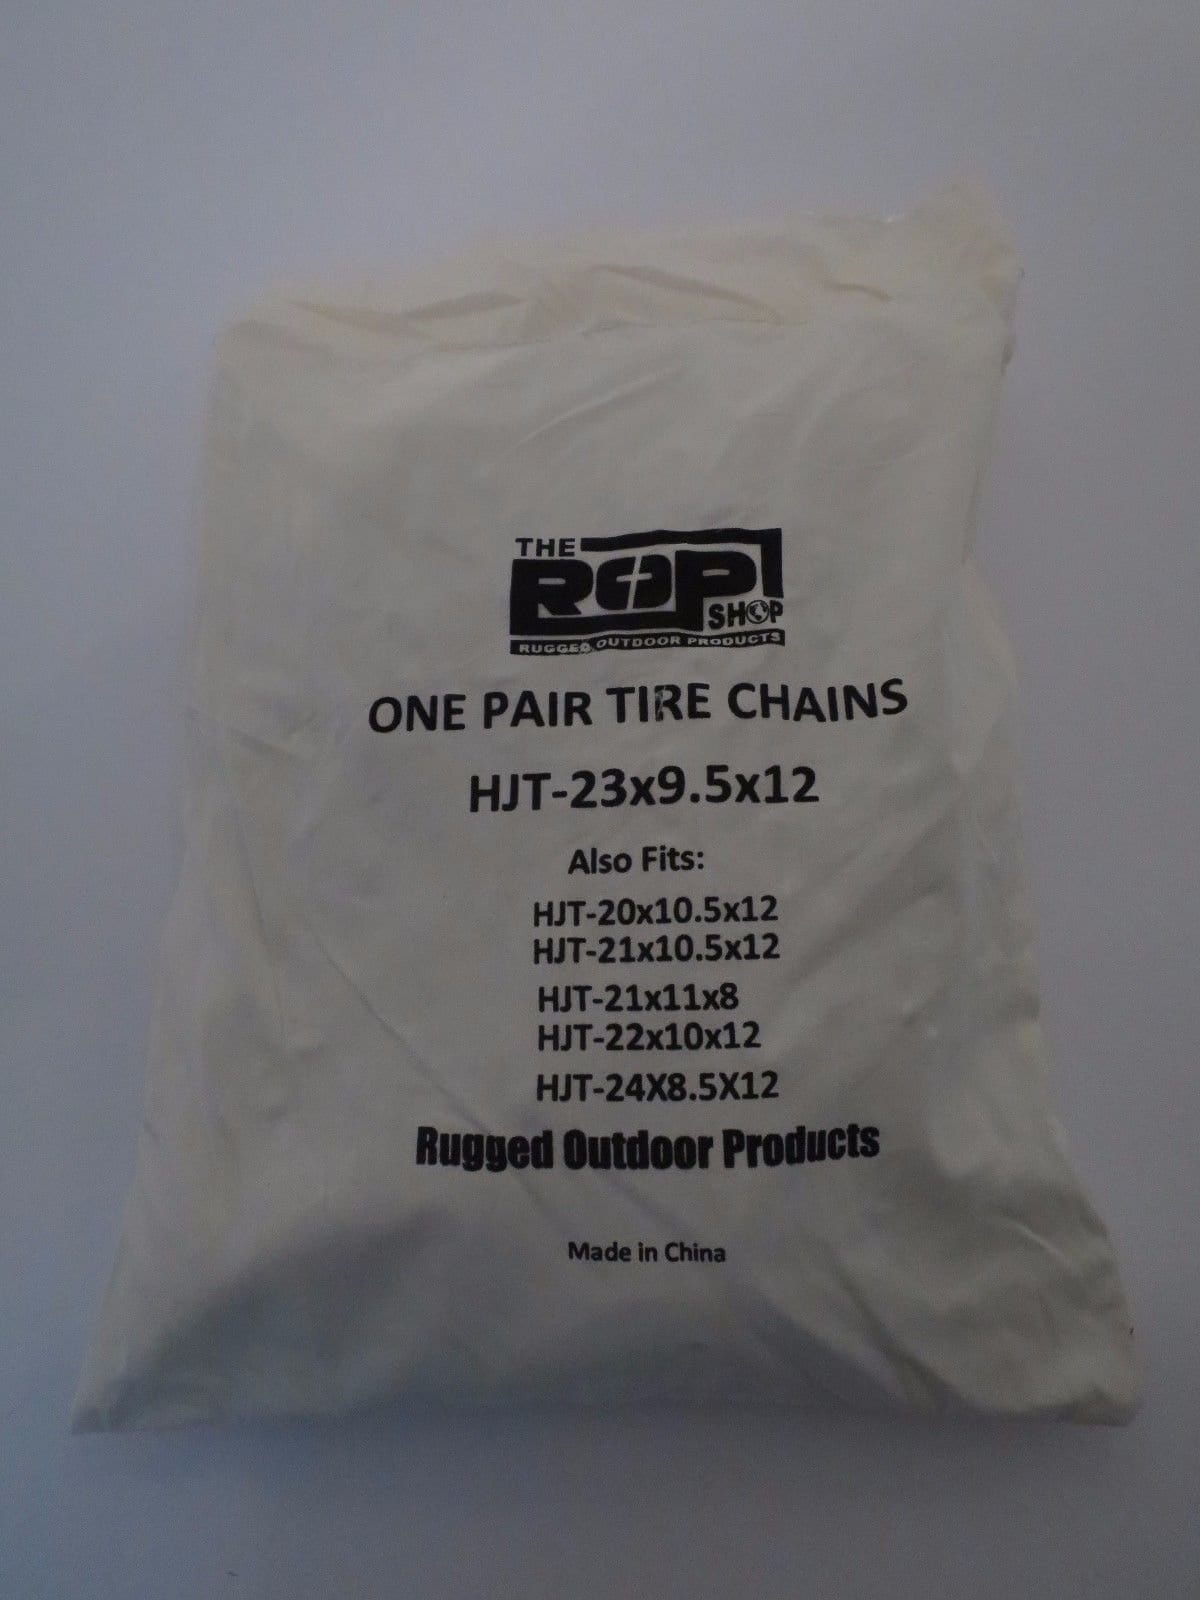 THE
ROP
SHOP
RUGGED OUTDOOR PRODUCTS
ONE PAIR TIRE CHAINS
HJT-23x9.5x12
Also Fits:
HJT-20x10.5x12
HJT-21x10.5x12
HJT-21x11x8
HJT-22x10x12
HJT-24X8.5X12
Rugged Outdoor Products
Made in China